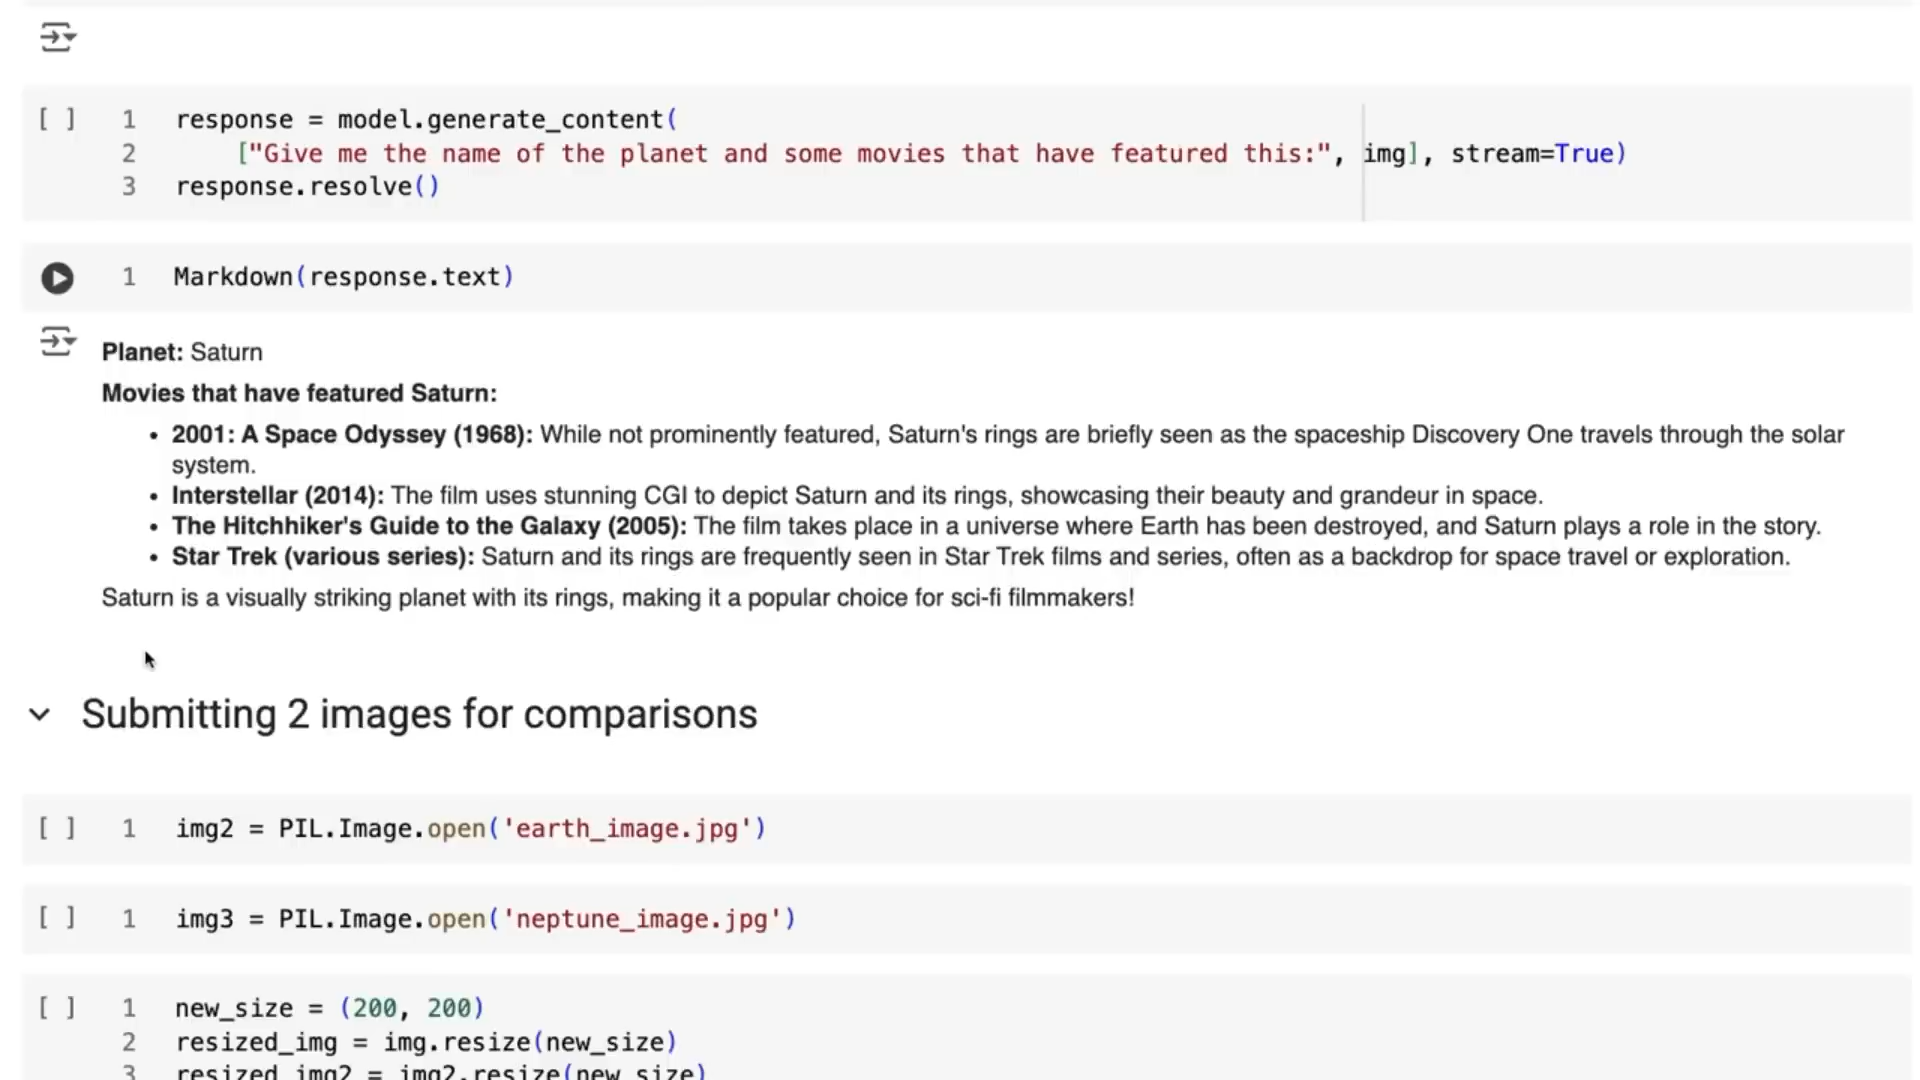 [ ] 1 response = model.generate_content(
2 ["Give me the name of the planet and some movies that have featured this:", img], stream=True)
3 response.resolve()
1 Markdown(response.text)
Planet: Saturn
Movies that have featured Saturn:
• 2001: A Space Odyssey (1968): While not prominently featured, Saturn's rings are briefly seen as the spaceship Discovery One travels through the solar
system.
• Interstellar (2014): The film uses stunning CGI to depict Saturn and its rings, showcasing their beauty and grandeur in space.
• The Hitchhiker's Guide to the Galaxy (2005): The film takes place in a universe where Earth has been destroyed, and Saturn plays a role in the story.
• Star Trek (various series): Saturn and its rings are frequently seen in Star Trek films and series, often as a backdrop for space travel or exploration.
Saturn is a visually striking planet with its rings, making it a popular choice for sci-fi filmmakers!
Submitting 2 images for comparisons
[ ] 1 img2 = PIL.Image.open('earth_image.jpg')
[ ] 1 img3 = PIL.Image.open('neptune_image.jpg')
[ ] 1 new_size = (200, 200)
2 resized_img = img.resize(new_size)
3 resized_img2 = img2.resize(new_size)